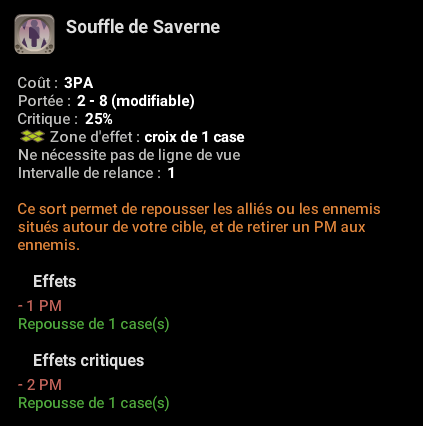 Souffle de Saverne
Coût : 3PA
Portée : 2 - 8 (modifiable)
Critique : 25%
Zone d'effet : croix de 1 case
Ne nécessite pas de ligne de vue
Intervalle de relance : 1
Ce sort permet de repousser les alliés ou les ennemis
situés autour de votre cible, et de retirer un PM aux
ennemis.
Effets
- 1 PM
Repousse de 1 case(s)
Effets critiques
- 2 PM
Repousse de 1 case(s)